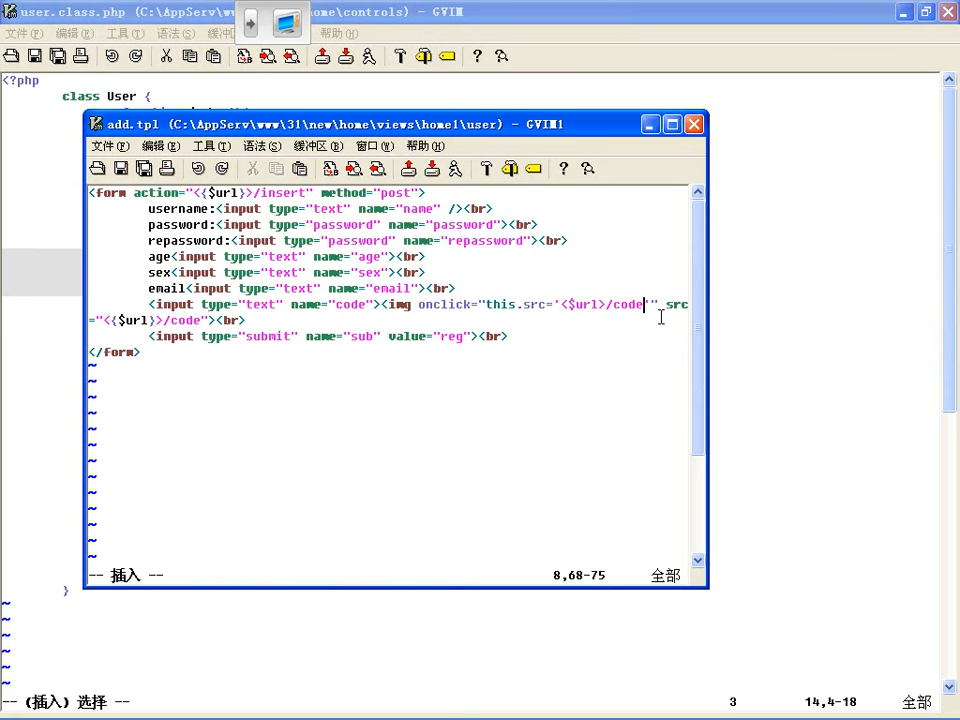 user.class.php (C:\AppServ\w
home\controls) - GVIM
文件(F) 编辑(E) 工具(T) 语法(S) 缓冲 帮助(H)
<?php
class User {
add.tpl (C:\AppServ\www\31\new\home\views\home1\user) - GVIM1
文件(F) 编辑(E) 工具(T) 语法(S) 缓冲区(B) 窗口(W) 帮助(H)
<form action="<{$url}>/insert" method="post">
username:<input type="text" name="name" /><br>
password:<input type="password" name="password"><br>
repassword:<input type="password" name="repassword"><br>
age<input type="text" name="age"><br>
sex<input type="text" name="sex"><br>
email<input type="text" name="email"><br>
<input type="text" name="code"><img onclick="this.src='<$url}>/code'" src
="<{$url}>/code"><br>
<input type="submit" name="sub" value="reg"><br>
</form>
~
~
~
~
~
~
~
~
~
~
~
~
~
-- 插入 -- 8,68-75 全部
}
~
~
~
~
~
~
-- (插入) 选择 -- 3 14,4-18 全部